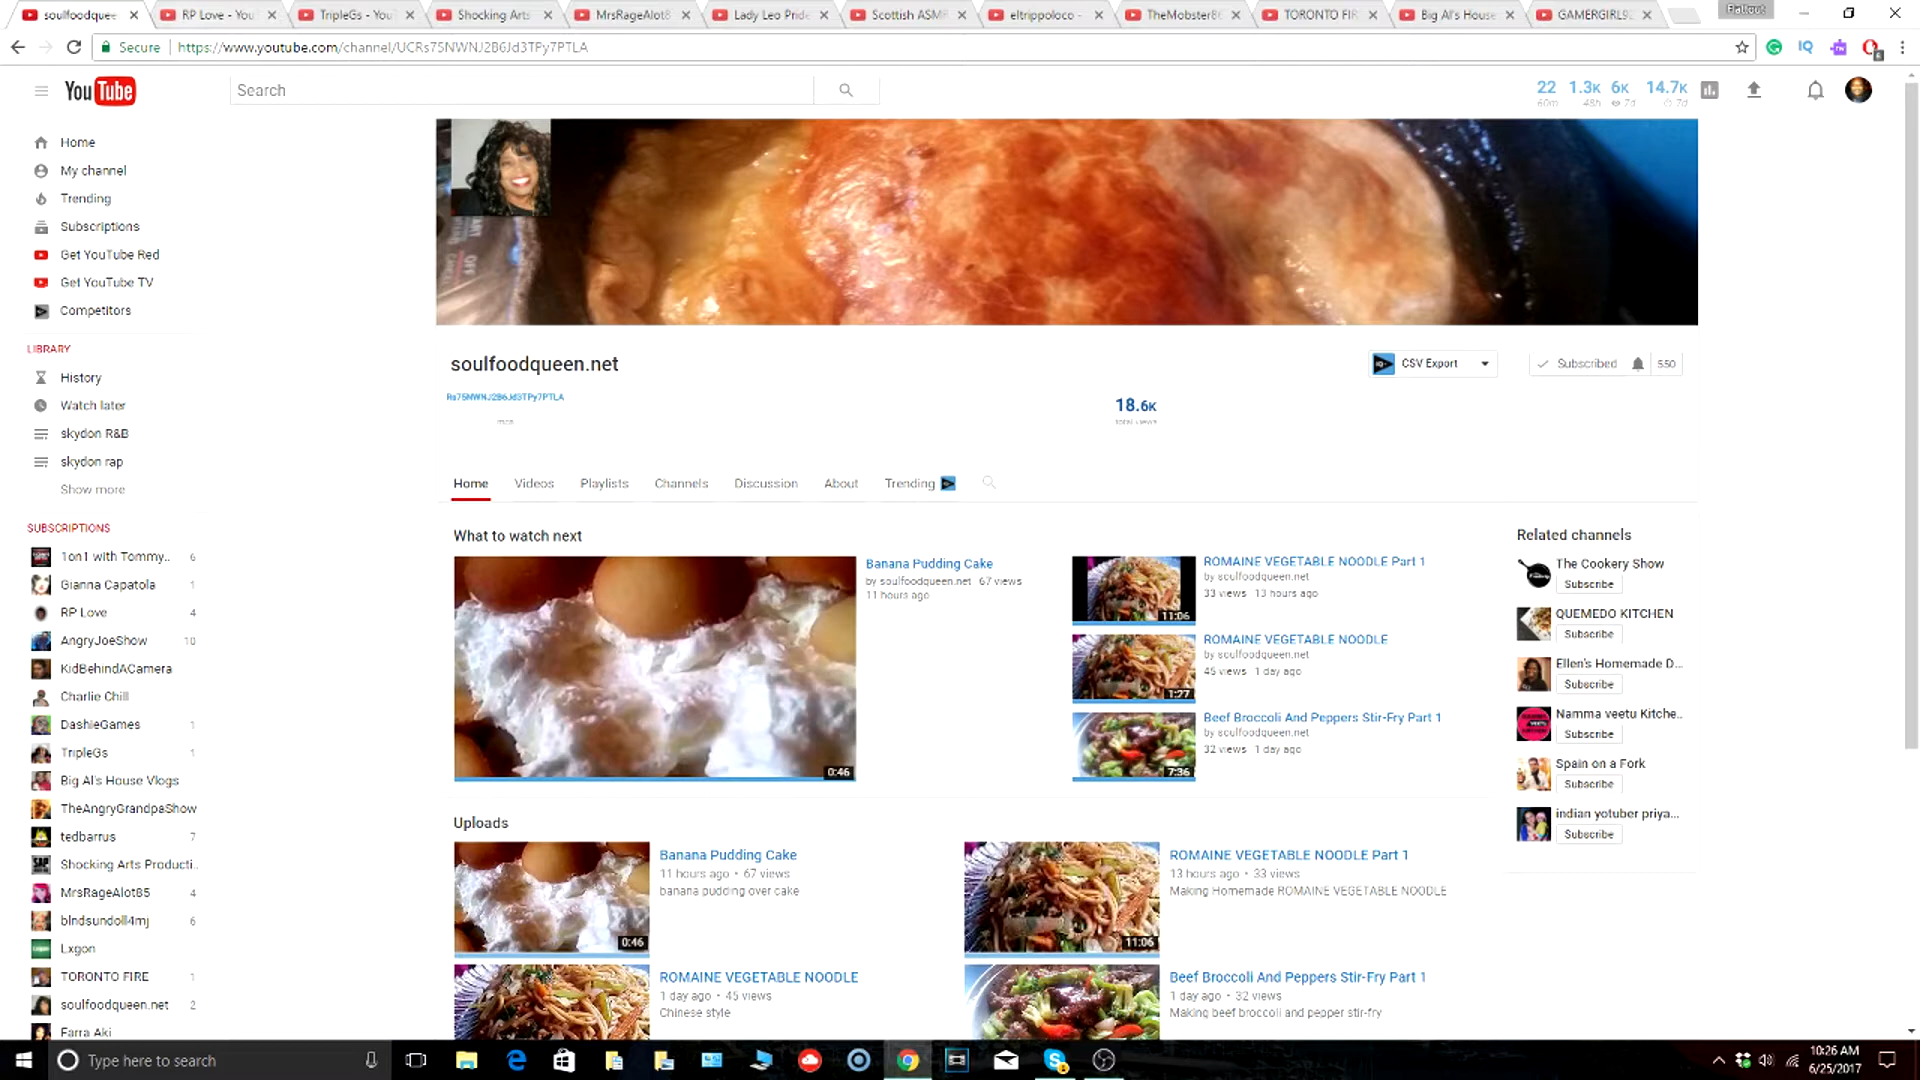 soulfoodquee
RP Love - You
TripleGs - You
Shocking Arts
MrsRageAlot8
Lady Leo Pride
Scottish ASMR
eltrippoloco -
TheMobster8
TORONTO FIR
Big Al's House
GAMERGIRL9
Fallout
Secure
https://www.youtube.com/channel/UCRs75NWNJ2B6Jd3TPy7PTLA
YouTube
Search
22 1.3K 6K 14.7K
60m 48h 7d 7d
Home
My channel
Trending
Subscriptions
Get YouTube Red
Get YouTube TV
Competitors
LIBRARY
History
Watch later
skydon R&B
skydon rap
Show more
SUBSCRIPTIONS
1on1 with Tommy.. 6
Gianna Capatola 1
RP Love 4
AngryJoeShow 10
KidBehindACamera
Charlie Chill
DashieGames 1
TripleGs 1
Big Al's House Vlogs
TheAngryGrandpaShow
tedbarrus 7
Shocking Arts Producti..
MrsRageAlot85 4
blndsundoll4mj 6
Lxgon
TORONTO FIRE 1
soulfoodqueen.net 2
Farra Aki
soulfoodqueen.net
CSV Export
Subscribed 550
Rs75NWNJ2B6Jd3TPy7PTLA
18.6K
total views
Home Videos Playlists Channels Discussion About Trending
What to watch next
0:46
Banana Pudding Cake
by soulfoodqueen.net 67 views
11 hours ago
11:06
ROMAINE VEGETABLE NOODLE Part 1
by soulfoodqueen.net
33 views 13 hours ago
1:27
ROMAINE VEGETABLE NOODLE
by soulfoodqueen.net
45 views 1 day ago
7:36
Beef Broccoli And Peppers Stir-Fry Part 1
by soulfoodqueen.net
32 views 1 day ago
Related channels
The Cookery Show
Subscribe
QUEMEDO KITCHEN
Subscribe
Ellen's Homemade D...
Subscribe
Namma veetu Kitche..
Subscribe
Spain on a Fork
Subscribe
indian yotuber priya...
Subscribe
Uploads
0:46
Banana Pudding Cake
11 hours ago • 67 views
banana pudding over cake
11:06
ROMAINE VEGETABLE NOODLE Part 1
13 hours ago • 33 views
Making Homemade ROMAINE VEGETABLE NOODLE
ROMAINE VEGETABLE NOODLE
1 day ago • 45 views
Chinese style
Beef Broccoli And Peppers Stir-Fry Part 1
1 day ago • 32 views
Making beef broccoli and pepper stir-fry
Type here to search
10:26 AM
6/25/2017